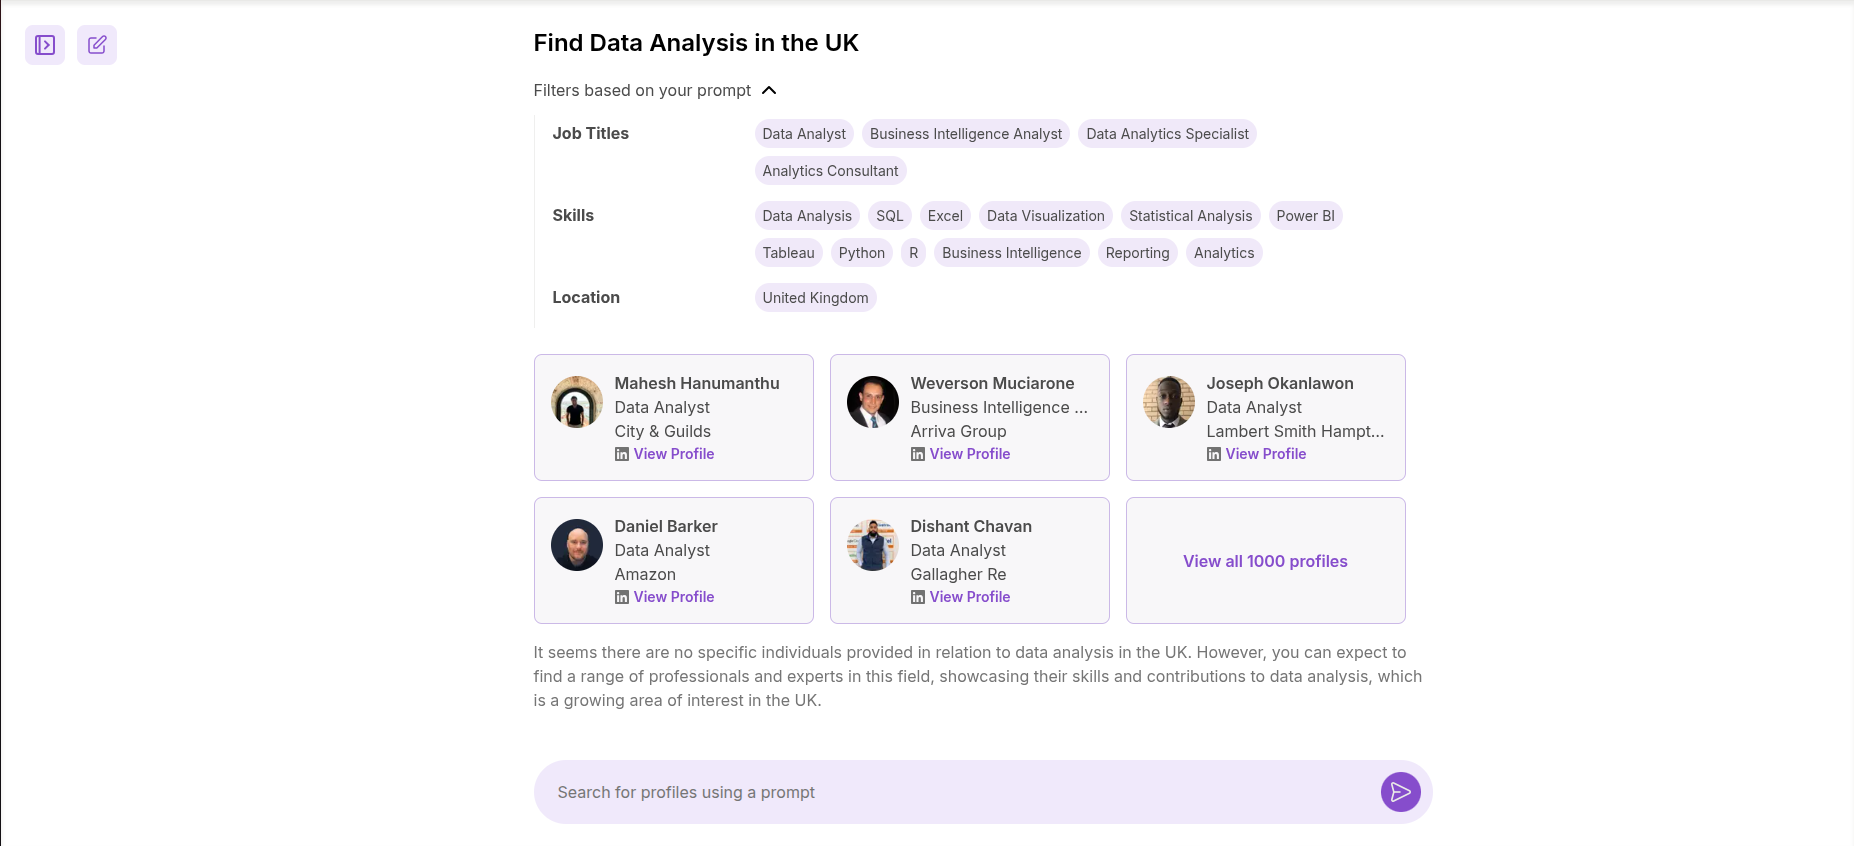 Find Data Analysis in the UK
Filters based on your prompt
Job Titles
Data Analyst Business Intelligence Analyst Data Analytics Specialist
Analytics Consultant
Skills
Data Analysis SQL Excel Data Visualization Statistical Analysis Power BI
Tableau Python R Business Intelligence Reporting Analytics
Location
United Kingdom
Mahesh Hanumanthu
Data Analyst
City & Guilds
in View Profile
Weverson Muciarone
Business Intelligence ...
Arriva Group
in View Profile
Joseph Okanlawon
Data Analyst
Lambert Smith Hampt...
in View Profile
Daniel Barker
Data Analyst
Amazon
in View Profile
Dishant Chavan
Data Analyst
Gallagher Re
in View Profile
View all 1000 profiles
It seems there are no specific individuals provided in relation to data analysis in the UK. However, you can expect to
find a range of professionals and experts in this field, showcasing their skills and contributions to data analysis, which
is a growing area of interest in the UK.
Search for profiles using a prompt